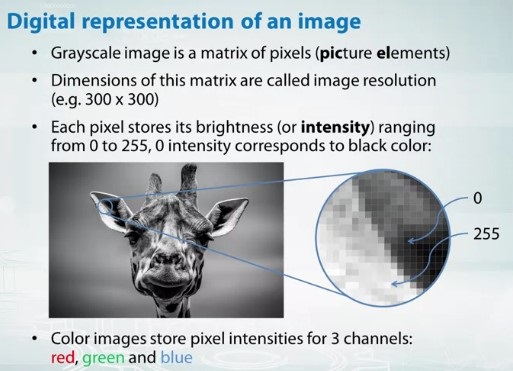 Digital representation of an image
• Grayscale image is a matrix of pixels (picture elements)
• Dimensions of this matrix are called image resolution
(e.g. 300 x 300)
• Each pixel stores its brightness (or intensity) ranging
from 0 to 255, 0 intensity corresponds to black color:
0
255
• Color images store pixel intensities for 3 channels:
red, green and blue